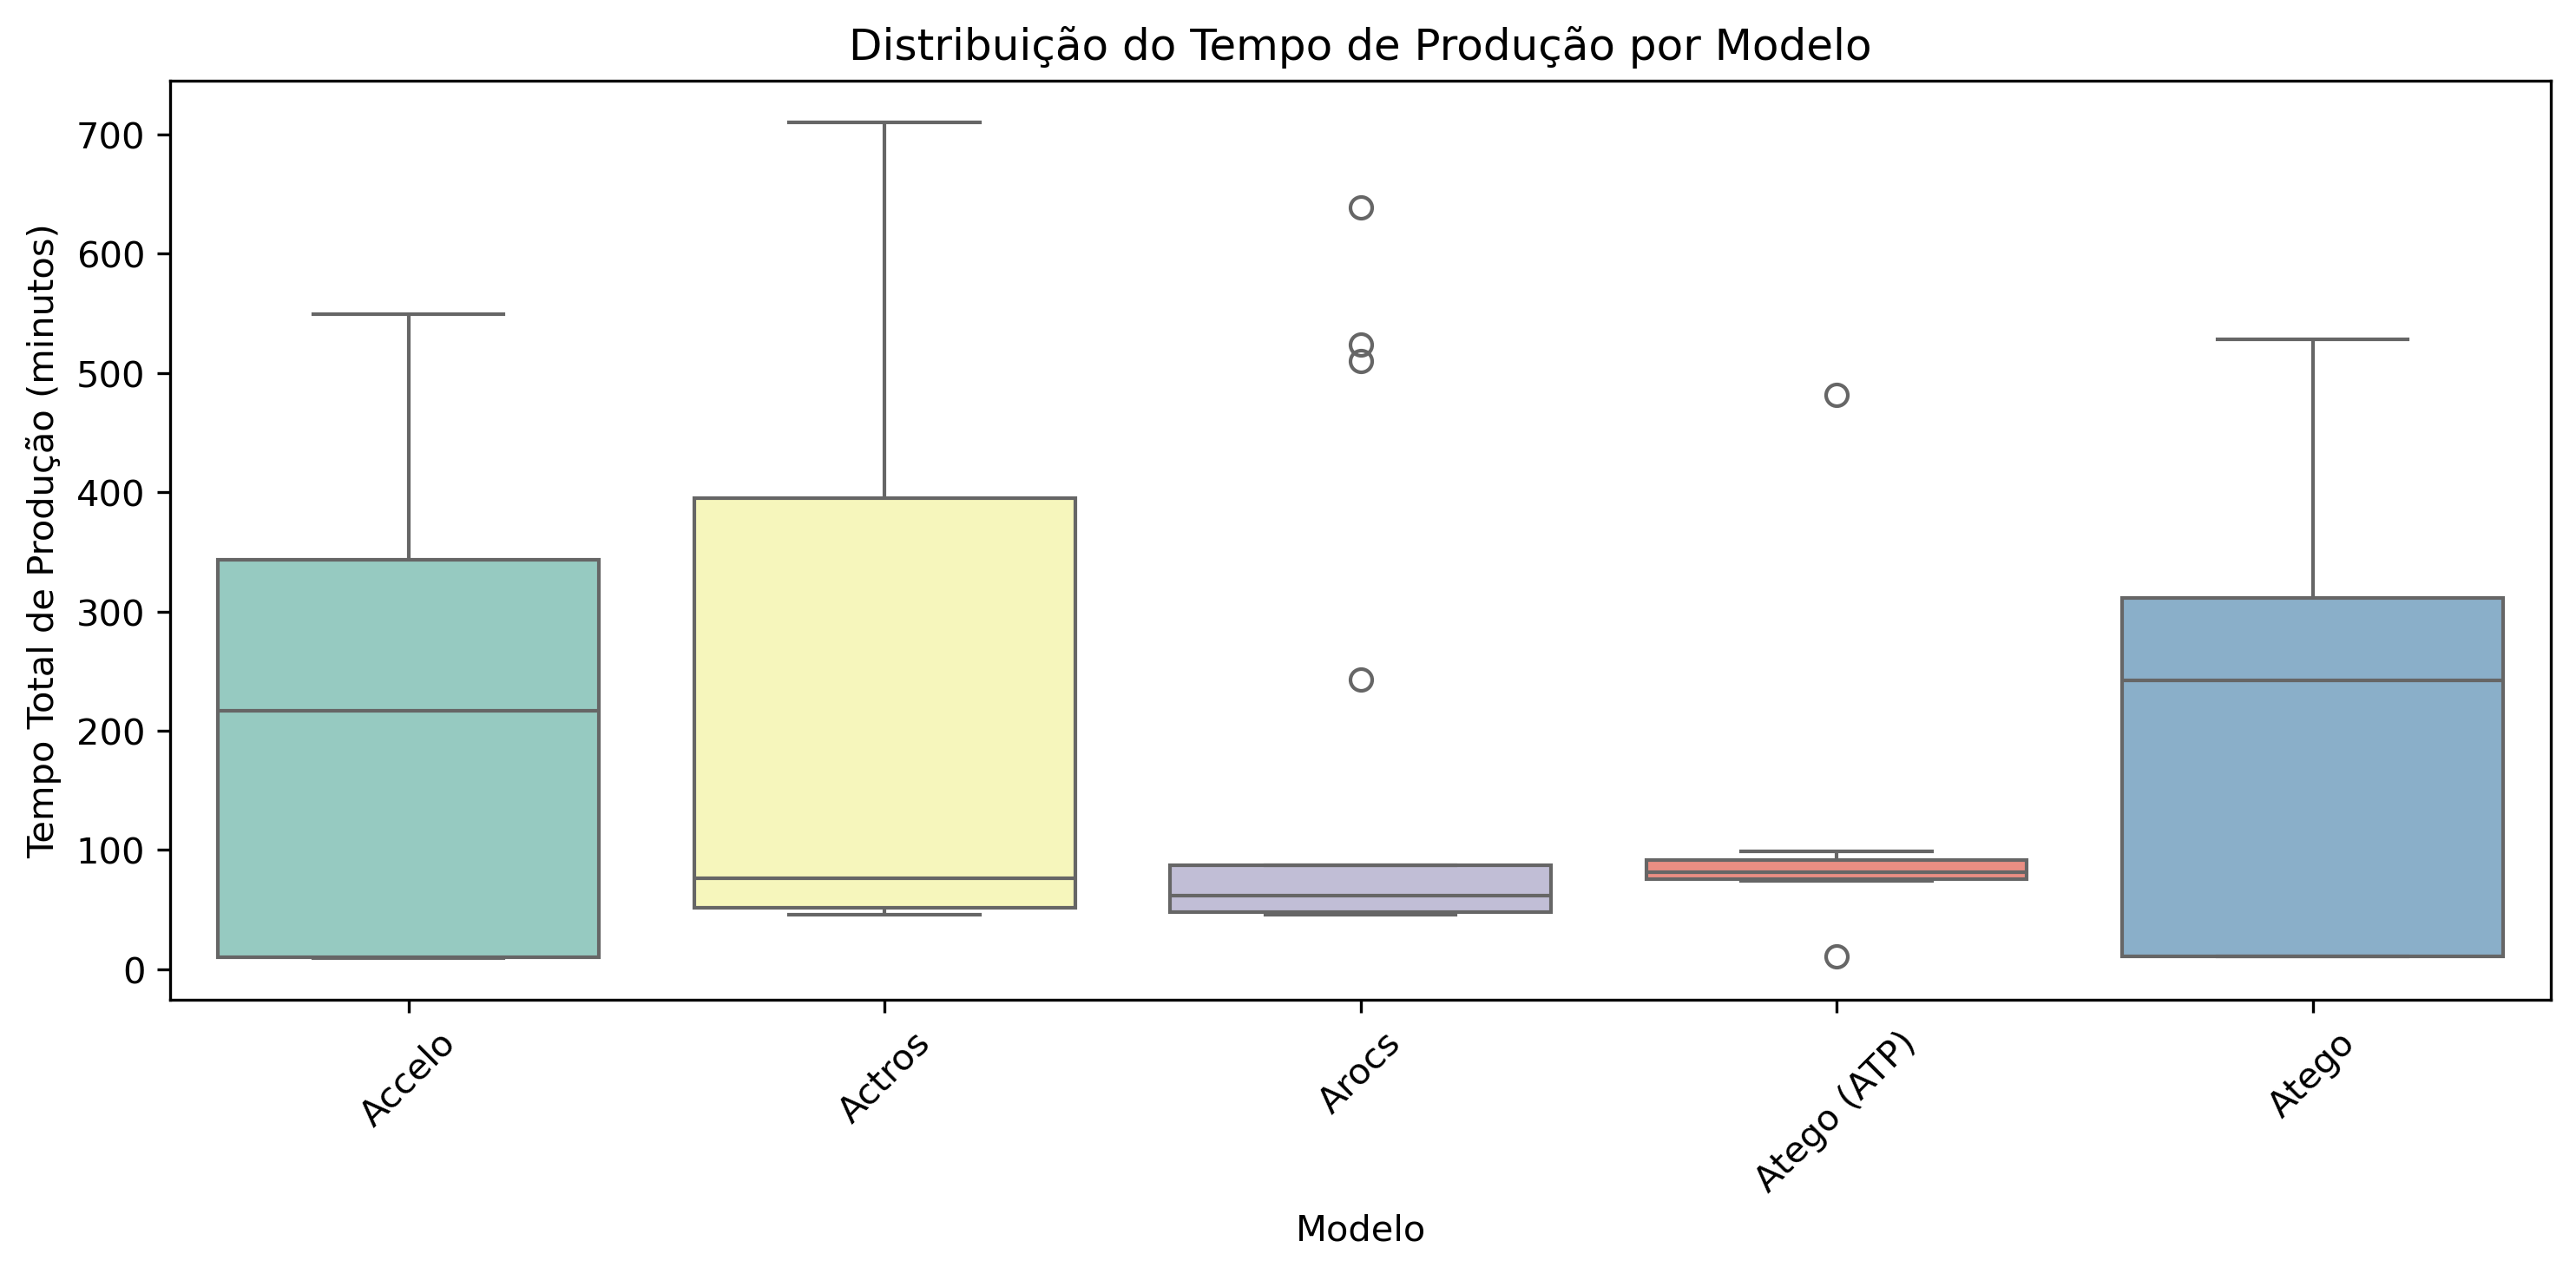 Distribuição do Tempo de Produção por Modelo
Tempo Total de Produção (minutos)
700
600
500
400
300
200
100
0
Accelo
Actros
Arocs
Atego (ATP)
Atego
Modelo